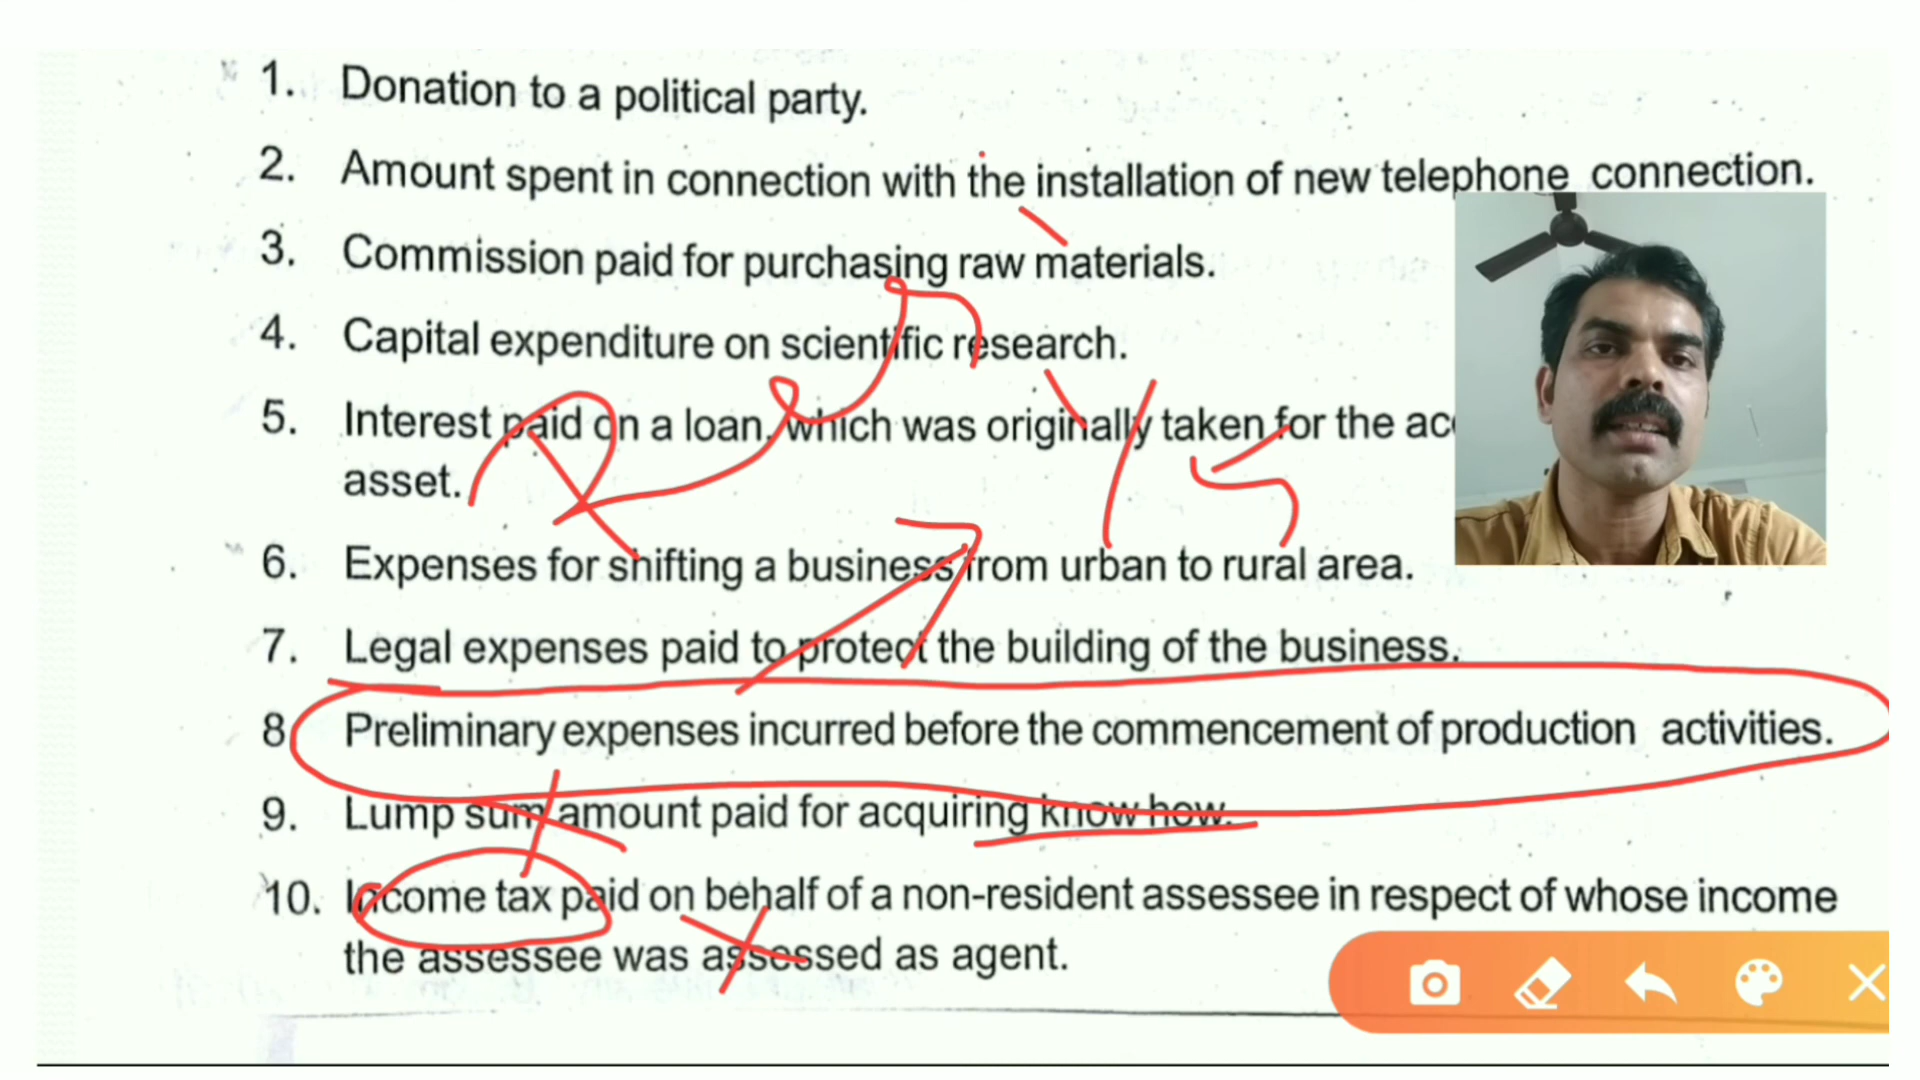 1. Donation to a political party.
2. Amount spent in connection with the installation of new telephone connection.
3. Commission paid for purchasing raw materials.
4. Capital expenditure on scientific research.
5. Interest paid on a loan, which was originally taken for the
asset.
6. Expenses for shifting a business from urban to rural area.
7. Legal expenses paid to protect the building of the business.
8 Preliminary expenses incurred before the commencement of production activities.
9. Lump sum amount paid for acquiring know how.
10. Income tax paid on behalf of a non-resident assessee in respect of whose income
the assessee was assessed as agent.